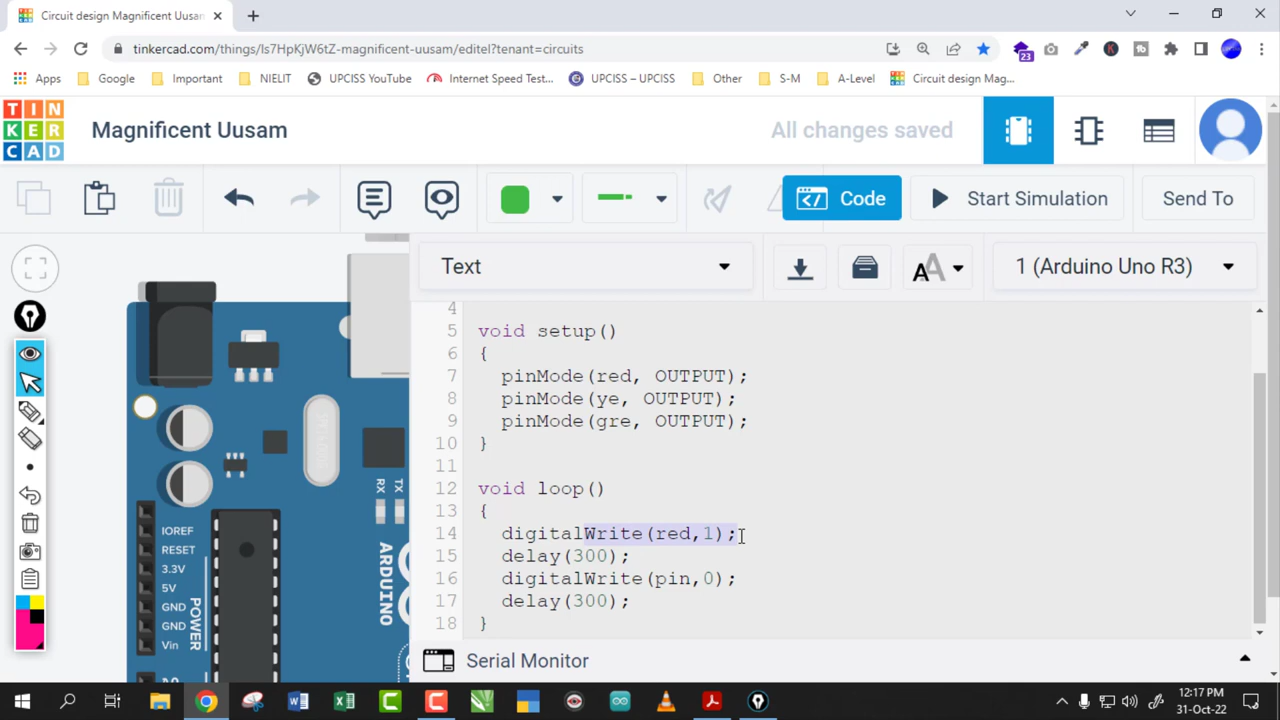 Circuit design Magnificent Uusam
tinkercad.com/things/ls7HpKjW6tZ-magnificent-uusam/editel?tenant=circuits
23
K
Apps Google Important NIELIT UPCISS YouTube Internet Speed Test... UPCISS – UPCISS Other S-M A-Level Circuit design Mag...
TIN
KER
CAD
Magnificent Uusam
All changes saved
Code
Start Simulation
Send To
Text
1 (Arduino Uno R3)
4
5 void setup()
6 {
7 pinMode(red, OUTPUT);
8 pinMode(ye, OUTPUT);
9 pinMode(gre, OUTPUT);
10 }
11
12 void loop()
13 {
14 digitalWrite(red,1);
15 delay(300);
16 digitalWrite(pin,0);
17 delay(300);
18 }
RX TX
IOREF
RESET
3.3V
5V
GND
GND
Vin
POWER
ARDUINO
Serial Monitor
12:17 PM
31-Oct-22